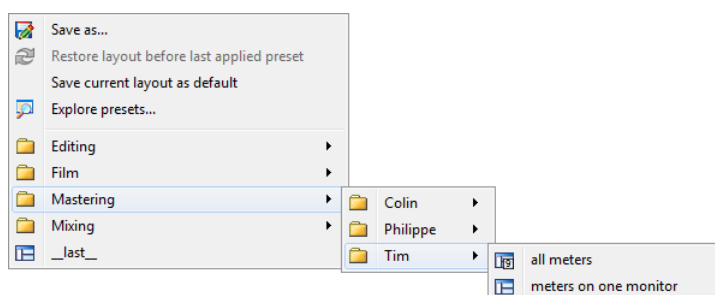 Save as...
Restore layout before last applied preset
Save current layout as default
Explore presets...
Editing
Film
Mastering
Mixing
__last__
Colin
Philippe
Tim
all meters
meters on one monitor